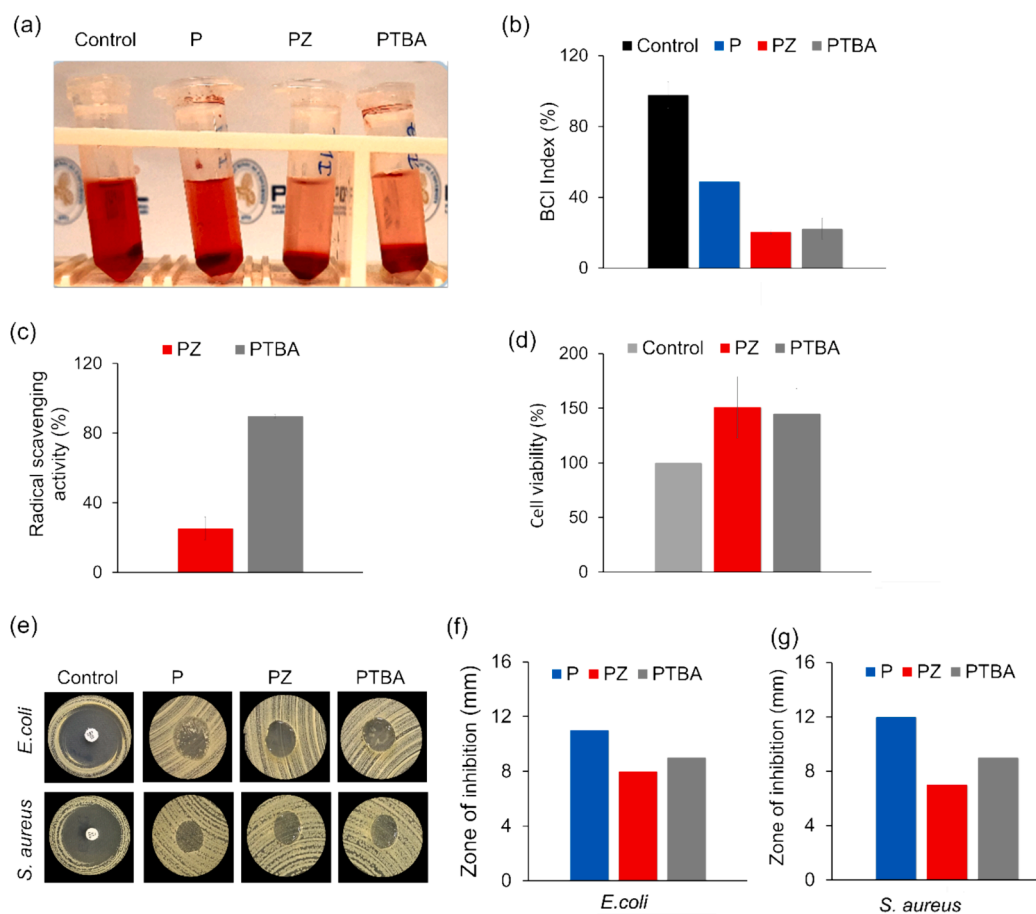 (a)
Control P PZ PTBA
(b)
Control P PZ PTBA
BCI Index (%)
120
80
40
0
(c)
PZ PTBA
Radical scavenging
activity (%)
120
80
40
0
(d)
Control PZ PTBA
Cell viability (%)
200
150
100
50
0
(e)
Control P PZ PTBA
E.coli
S. aureus
(f)
P PZ PTBA
Zone of inhibition (mm)
16
12
8
4
0
E.coli
(g)
P PZ PTBA
Zone of inhibition (mm)
16
12
8
4
0
S. aureus